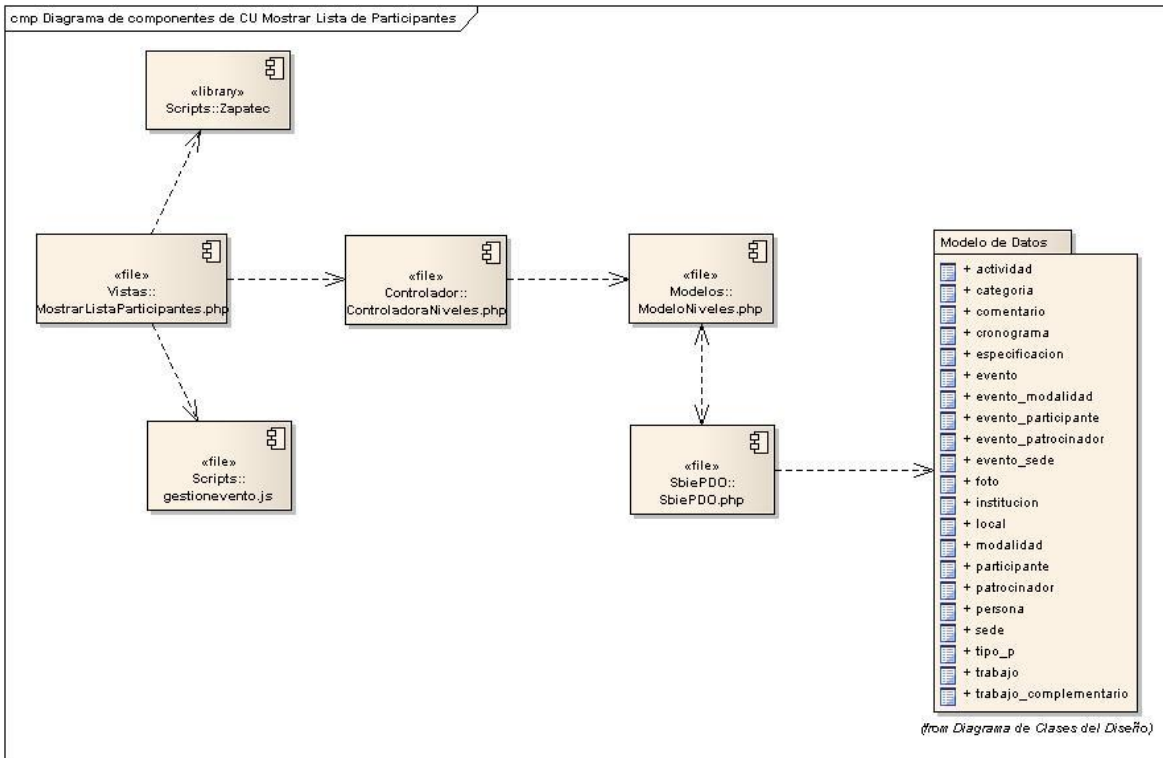 cmp Diagrama de componentes de CU Mostrar Lista de Participantes
«library»
Scripts::Zapatec
«file»
Vistas::
MostrarListaParticipantes.php
«file»
Controlador::
ControladoraNiveles.php
«file»
Modelos::
ModeloNiveles.php
«file»
Scripts::
gestionevento.js
«file»
SbiePDO::
SbiePDO.php
Modelo de Datos
+ actividad
+ categoria
+ comentario
+ cronograma
+ especificacion
+ evento
+ evento_modalidad
+ evento_participante
+ evento_patrocinador
+ evento_sede
+ foto
+ institucion
+ local
+ modalidad
+ participante
+ patrocinador
+ persona
+ sede
+ tipo_p
+ trabajo
+ trabajo_complementario
(from Diagrama de Clases del Diseño)